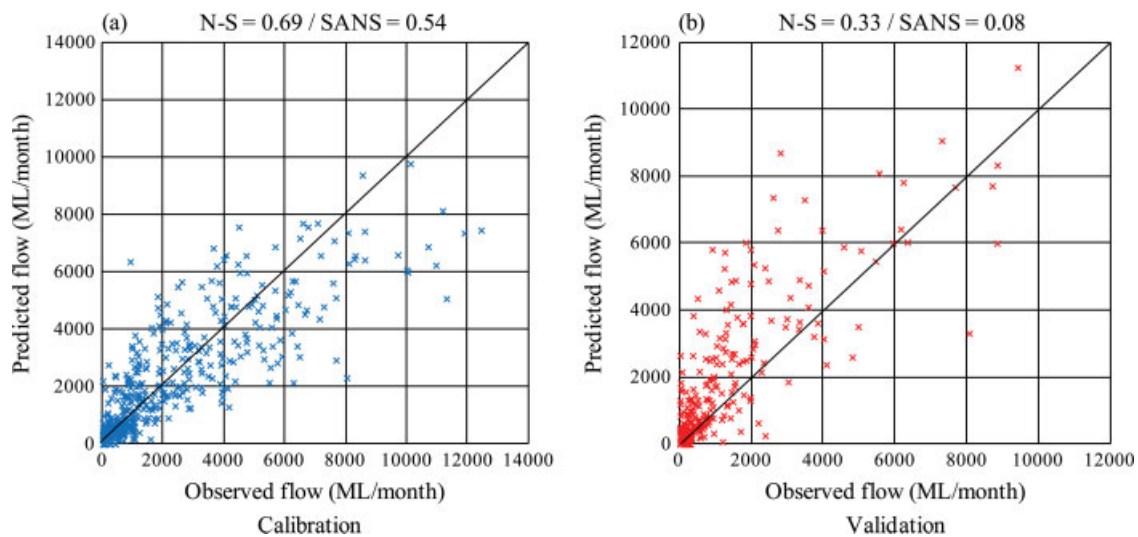 (a)
N-S = 0.69 / SANS = 0.54
14000
12000
10000
8000
6000
4000
2000
0
0 2000 4000 6000 8000 10000 12000 14000
Predicted flow (ML/month)
Observed flow (ML/month)
Calibration
(b)
N-S = 0.33 / SANS = 0.08
12000
10000
8000
6000
4000
2000
0
0 2000 4000 6000 8000 10000 12000
Predicted flow (ML/month)
Observed flow (ML/month)
Validation